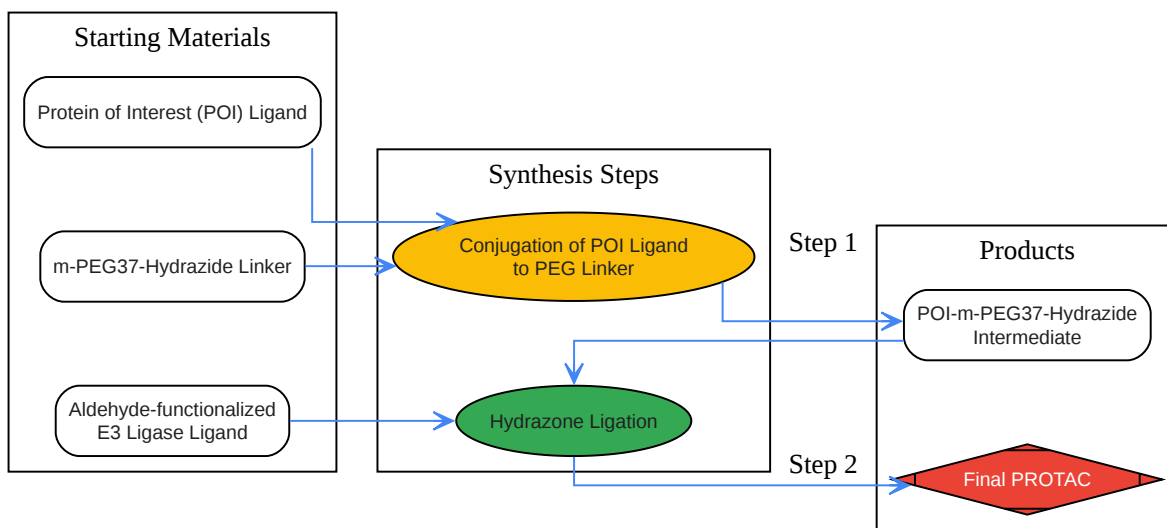 Starting Materials
Protein of Interest (POI) Ligand
m-PEG37-Hydrazide Linker
Aldehyde-functionalized
E3 Ligase Ligand
Synthesis Steps
Conjugation of POI Ligand
to PEG Linker
Hydrazone Ligation
Step 1
Step 2
Products
POI-m-PEG37-Hydrazide
Intermediate
Final PROTAC